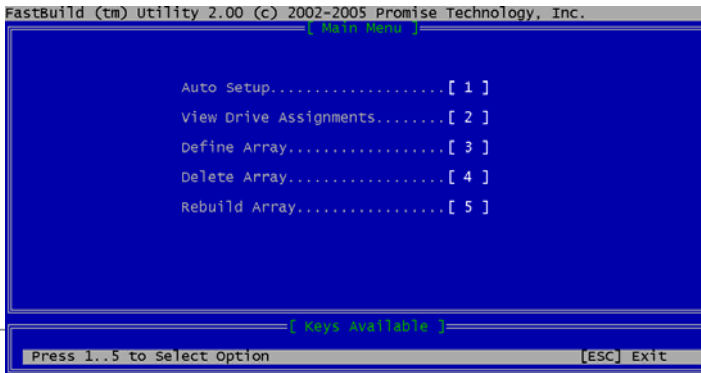 FastBuild (tm) Utility 2.00 (c) 2002-2005 Promise Technology, Inc.
[ Main Menu ]
Auto Setup....................[ 1 ]
View Drive Assignments........[ 2 ]
Define Array..................[ 3 ]
Delete Array..................[ 4 ]
Rebuild Array.................[ 5 ]
[ Keys Available ]
Press 1..5 to Select Option [ESC] Exit